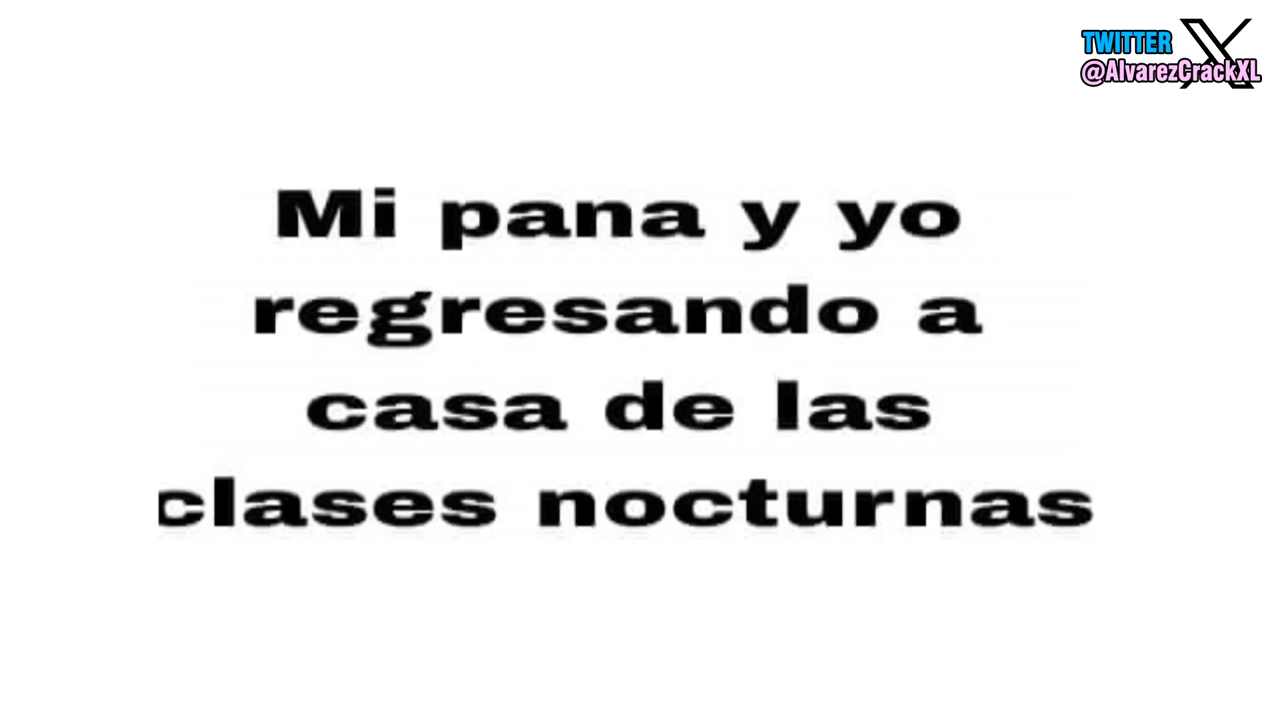 TWITTER
@AlvarezCrackXL
Mi pana y yo
regresando a
casa de las
clases nocturnas